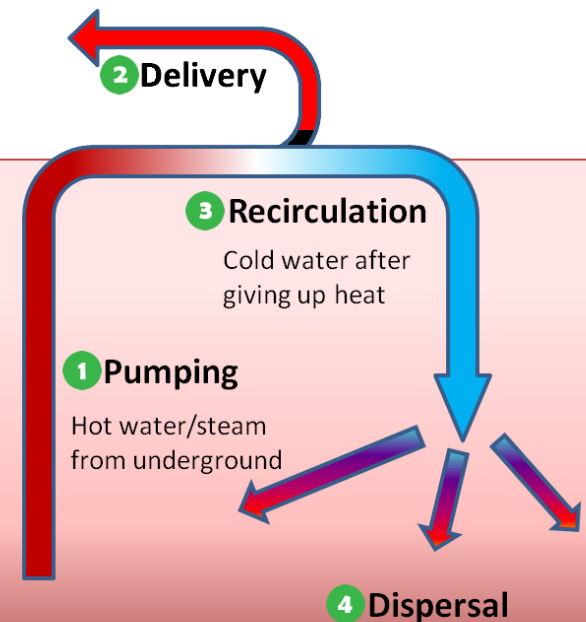 2 Delivery
3 Recirculation
Cold water after
giving up heat
1 Pumping
Hot water/steam
from underground
4 Dispersal